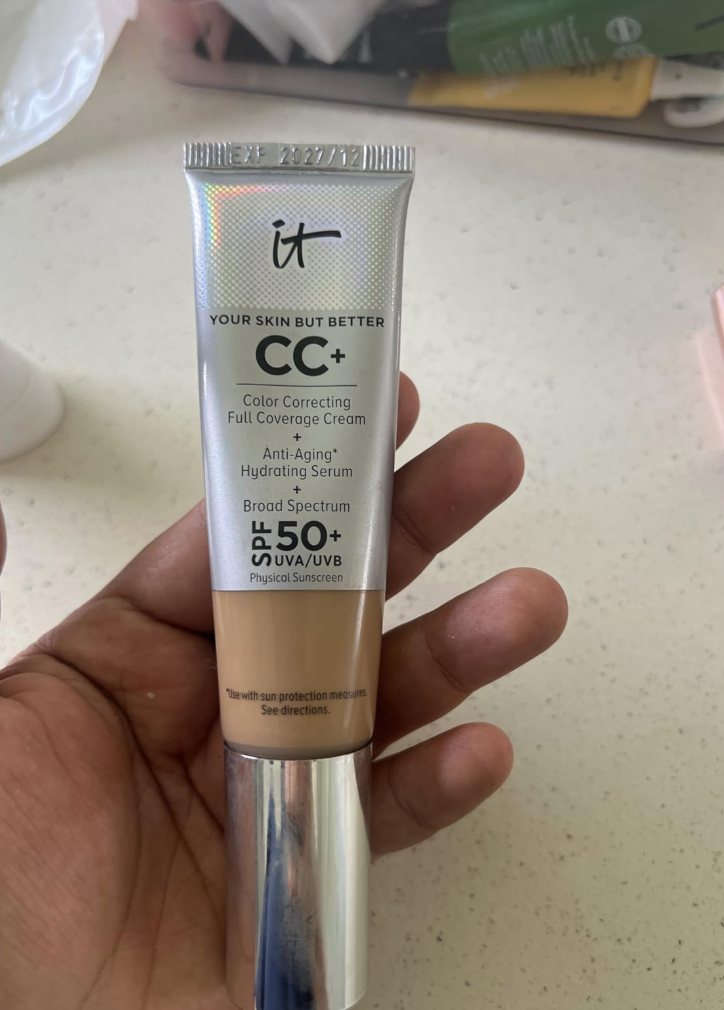 EXP 2027/12
it
YOUR SKIN BUT BETTER
CC+
Color Correcting
Full Coverage Cream
+
Anti-Aging*
Hydrating Serum
+
Broad Spectrum
SPF 50+
UVA/UVB
Physical Sunscreen
*Use with sun protection measures.
See directions.